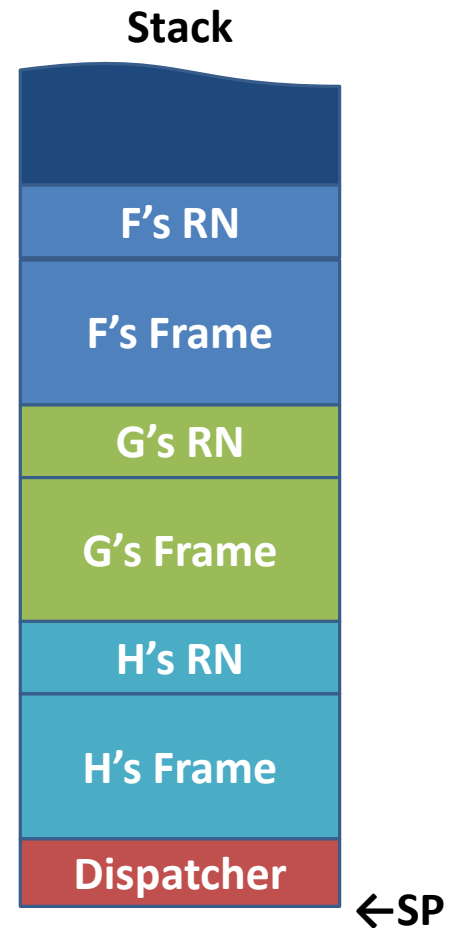 Stack
F’s RN
F’s Frame
G’s RN
G’s Frame
H’s RN
H’s Frame
Dispatcher
←SP